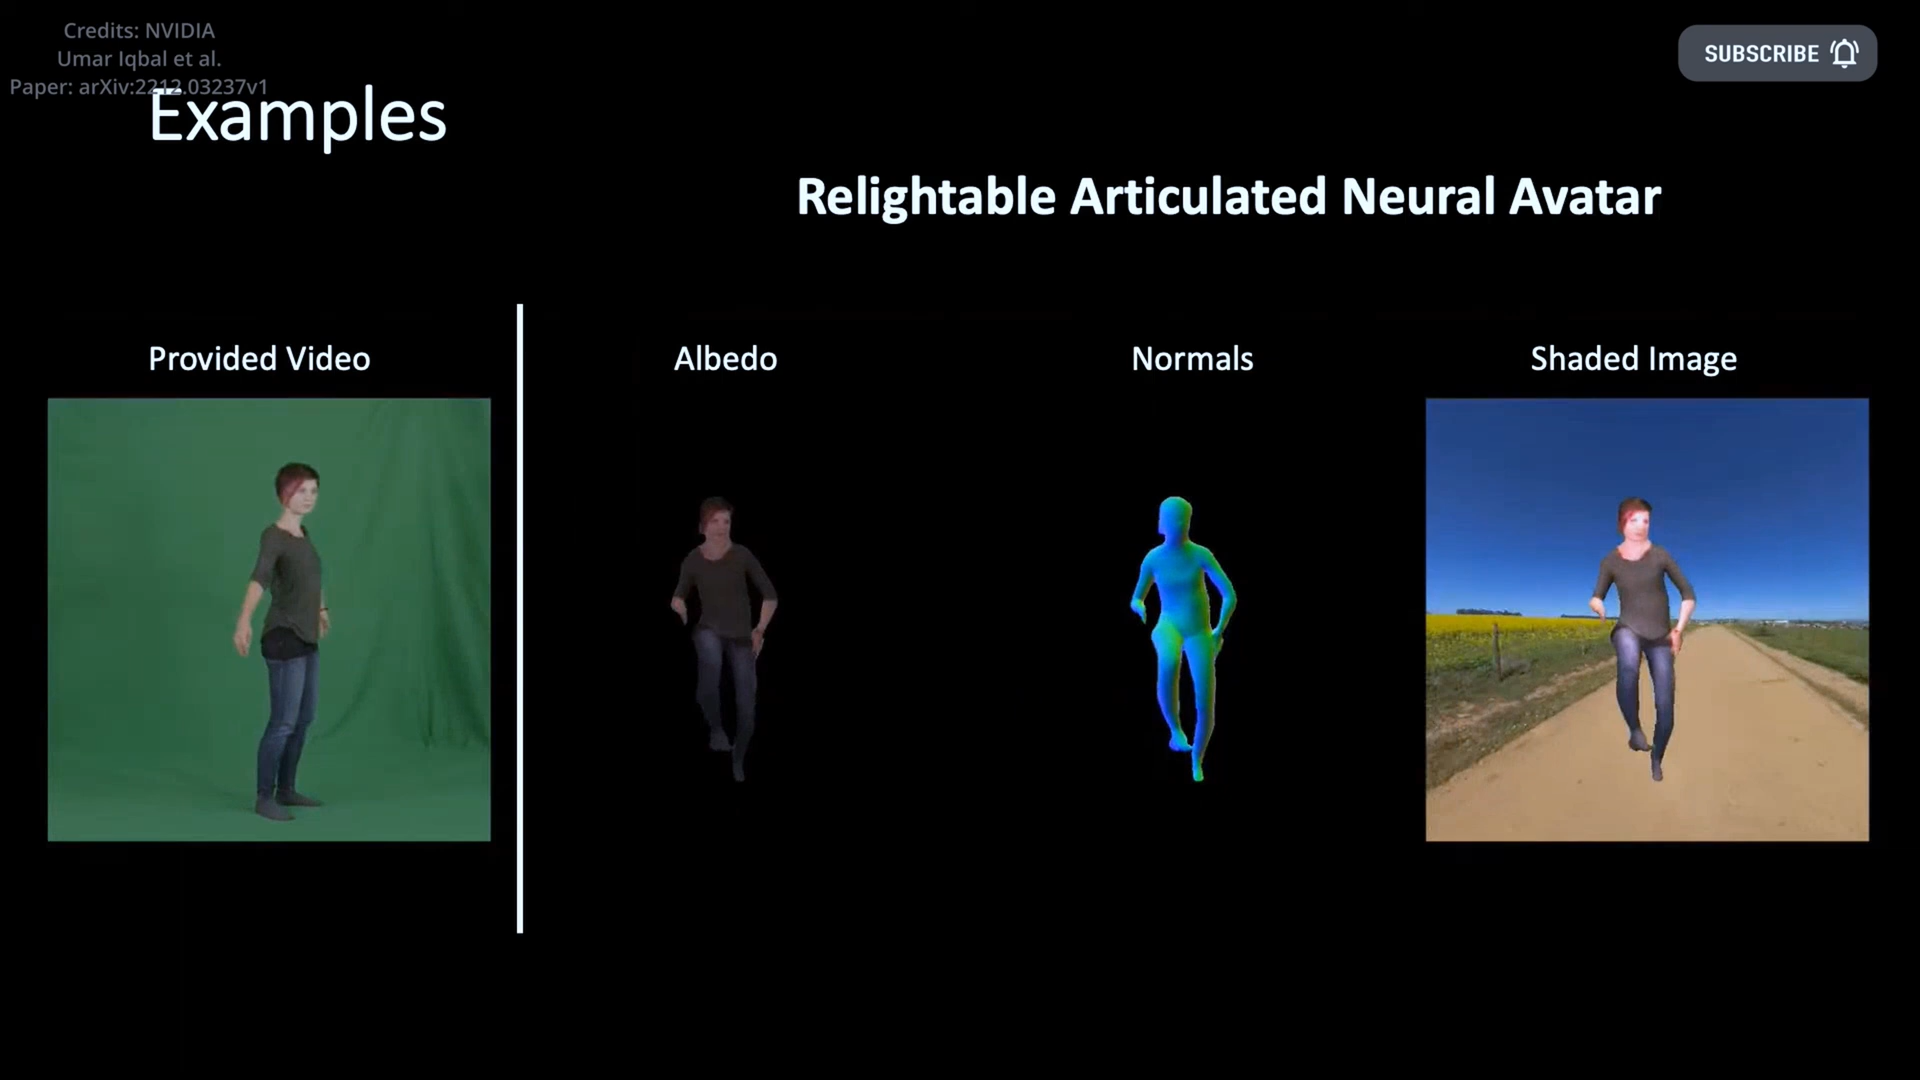 Credits: NVIDIA
Umar Iqbal et al.
Paper: arXiv:2212.03237v1
SUBSCRIBE
Examples
Relightable Articulated Neural Avatar
Provided Video
Albedo
Normals
Shaded Image